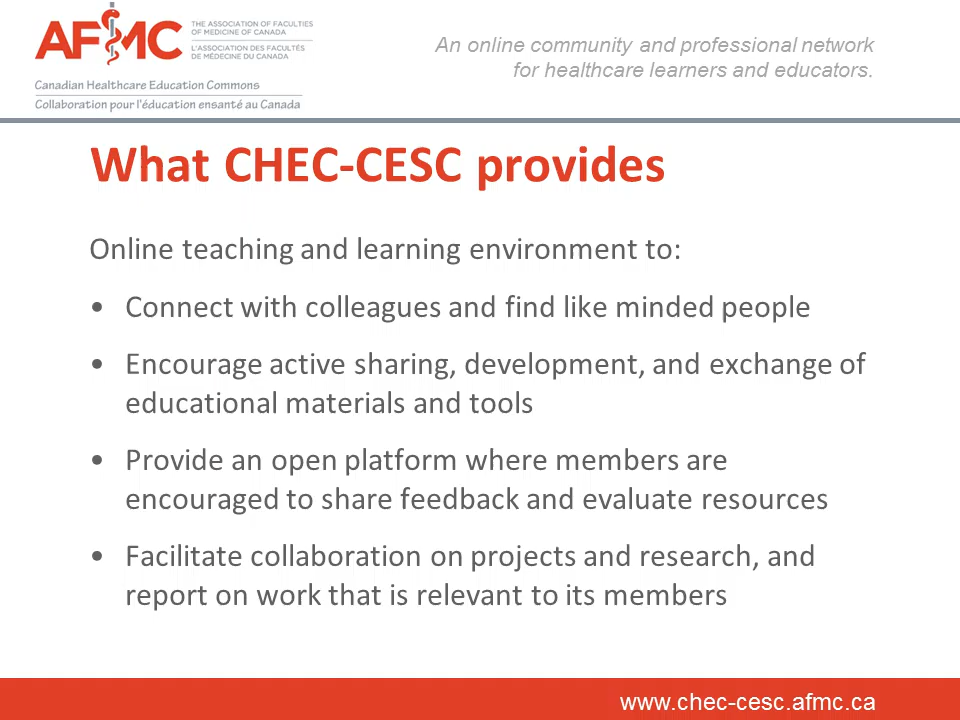 AFMC
THE ASSOCIATION OF FACULTIES
OF MEDICINE OF CANADA
L'ASSOCIATION DES FACULTÉS
DE MÉDECINE DU CANADA
Canadian Healthcare Education Commons
Collaboration pour l'éducation ensanté au Canada
An online community and professional network
for healthcare learners and educators.
What CHEC-CESC provides
Online teaching and learning environment to:
• Connect with colleagues and find like minded people
• Encourage active sharing, development, and exchange of
educational materials and tools
• Provide an open platform where members are
encouraged to share feedback and evaluate resources
• Facilitate collaboration on projects and research, and
report on work that is relevant to its members
www.chec-cesc.afmc.ca